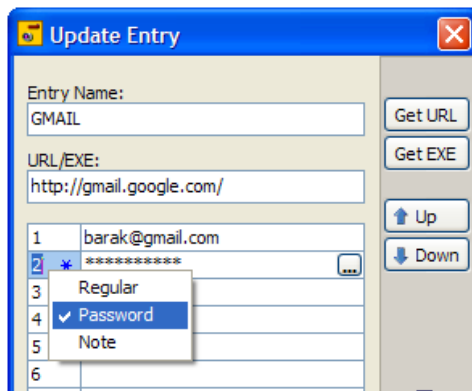 Update Entry
Entry Name:
GMAIL
Get URL
URL/EXE:
Get EXE
http://gmail.google.com/
Up
1 barak@gmail.com
2 * ********** ...
Down
3 Regular
4 Password
5 Note
6